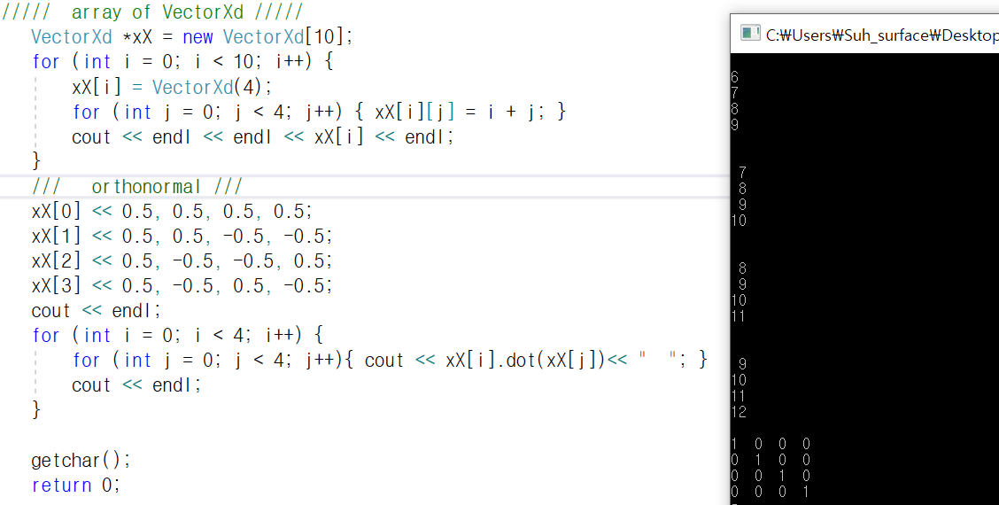 /////  array of VectorXd /////
VectorXd *xX = new VectorXd[10];
for (int i = 0; i < 10; i++) {
xX[i] = VectorXd(4);
for (int j = 0; j < 4; j++) { xX[i][j] = i + j; }
cout << endl << endl << xX[i] << endl;
}
///   orthonormal ///
xX[0] << 0.5, 0.5, 0.5, 0.5;
xX[1] << 0.5, 0.5, -0.5, -0.5;
xX[2] << 0.5, -0.5, -0.5, 0.5;
xX[3] << 0.5, -0.5, 0.5, -0.5;
cout << endl;
for (int i = 0; i < 4; i++) {
for (int j = 0; j < 4; j++){ cout << xX[i].dot(xX[j])<< "  "; }
cout << endl;
}
getchar();
return 0;
C:₩Users₩Suh_surface₩Desktop
6
7
8
9
7
8
9
10
8
9
10
11
9
10
11
12
1  0  0  0
0  1  0  0
0  0  1  0
0  0  0  1